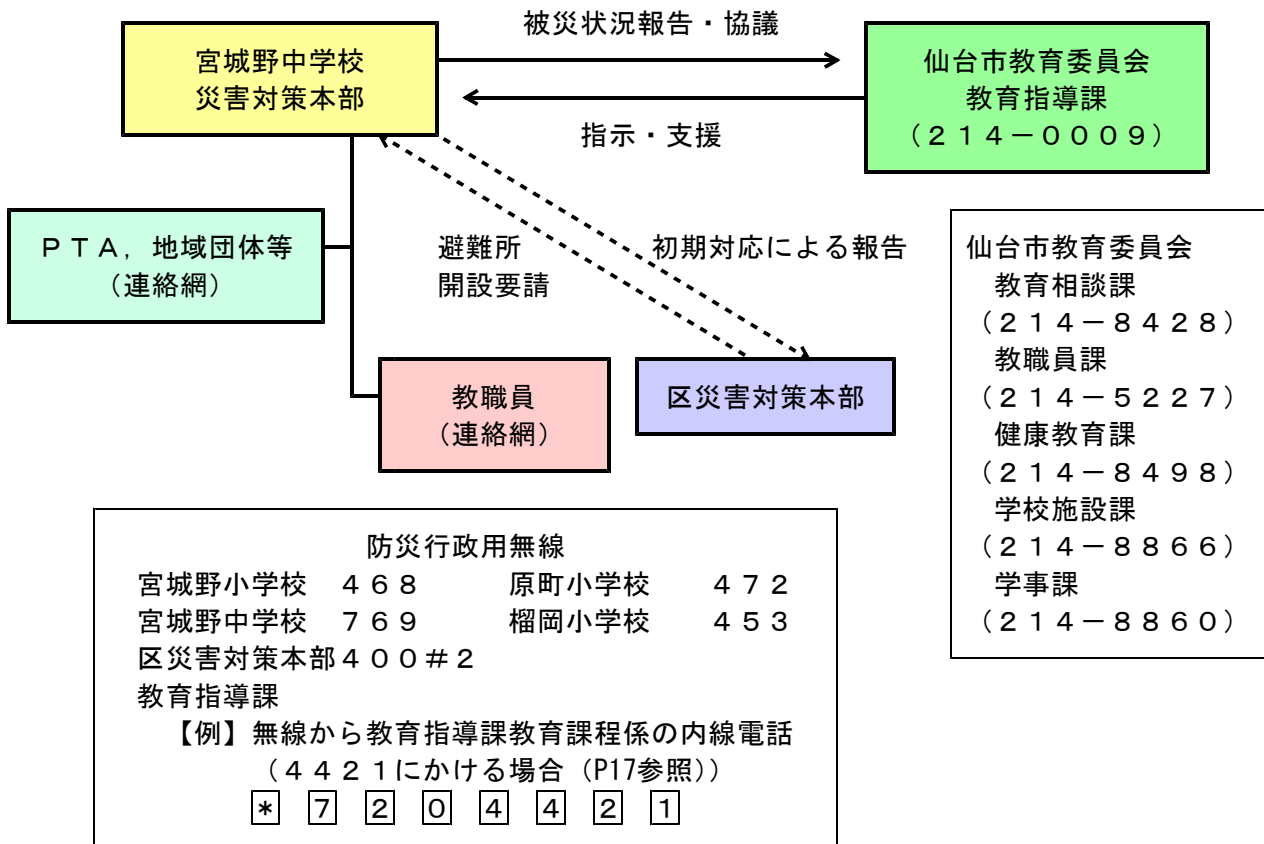 被災状況報告・協議
宮城野中学校
災害対策本部
仙台市教育委員会
教育指導課
（２１４－０００９）
指示・支援
ＰＴＡ，地域団体等
（連絡網）
避難所
開設要請
初期対応による報告
教職員
（連絡網）
区災害対策本部
仙台市教育委員会
教育相談課
（２１４－８４２８）
教職員課
（２１４－５２２７）
健康教育課
（２１４－８４９８）
学校施設課
（２１４－８８６６）
学事課
（２１４－８８６０）
防災行政用無線
宮城野小学校　４６８　　原町小学校　　４７２
宮城野中学校　７６９　　榴岡小学校　　４５３
区災害対策本部４００＃２
教育指導課
【例】無線から教育指導課教育課程係の内線電話
（４４２１にかける場合（P17参照））
* ７ ２ ０ ４ ４ ２ １